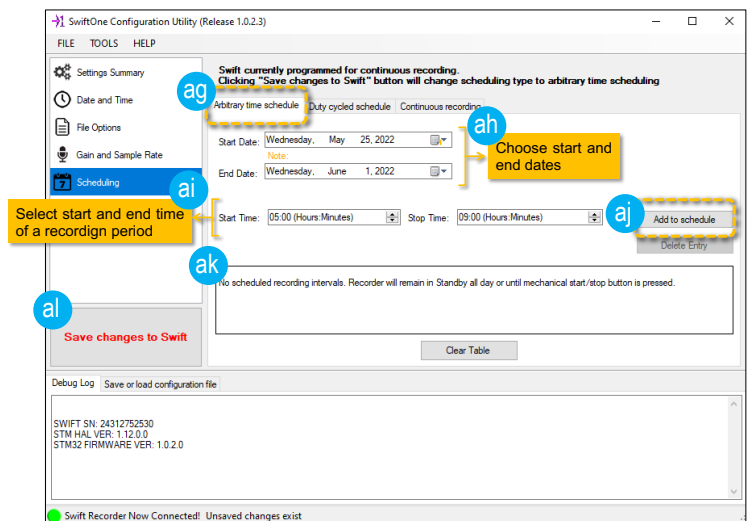 SwiftOne Configuration Utility (Release 1.0.2.3)
FILE TOOLS HELP
Settings Summary
Date and Time
File Options
Gain and Sample Rate
7 Scheduling
Swift currently programmed for continuous recording.
Clicking "Save changes to Swift" button will change scheduling type to arbitrary time scheduling
ag
Arbitrary time schedule Duty cycled schedule Continuous recording
ah
Start Date: Wednesday, May 25, 2022
Note:
End Date: Wednesday, June 1, 2022
Choose start and
end dates
ai
Select start and end time
of a recordign period
Start Time: 05:00 (Hours:Minutes) Stop Time: 09:00 (Hours:Minutes)
aj
Add to schedule
Delete Entry
ak
No scheduled recording intervals. Recorder will remain in Standby all day or until mechanical start/stop button is pressed.
al
Save changes to Swift
Clear Table
Debug Log Save or load configuration file
SWIFT SN: 24312752530
STM HAL VER: 1.12.0.0
STM32 FIRMWARE VER: 1.0.2.0
Swift Recorder Now Connected! Unsaved changes exist